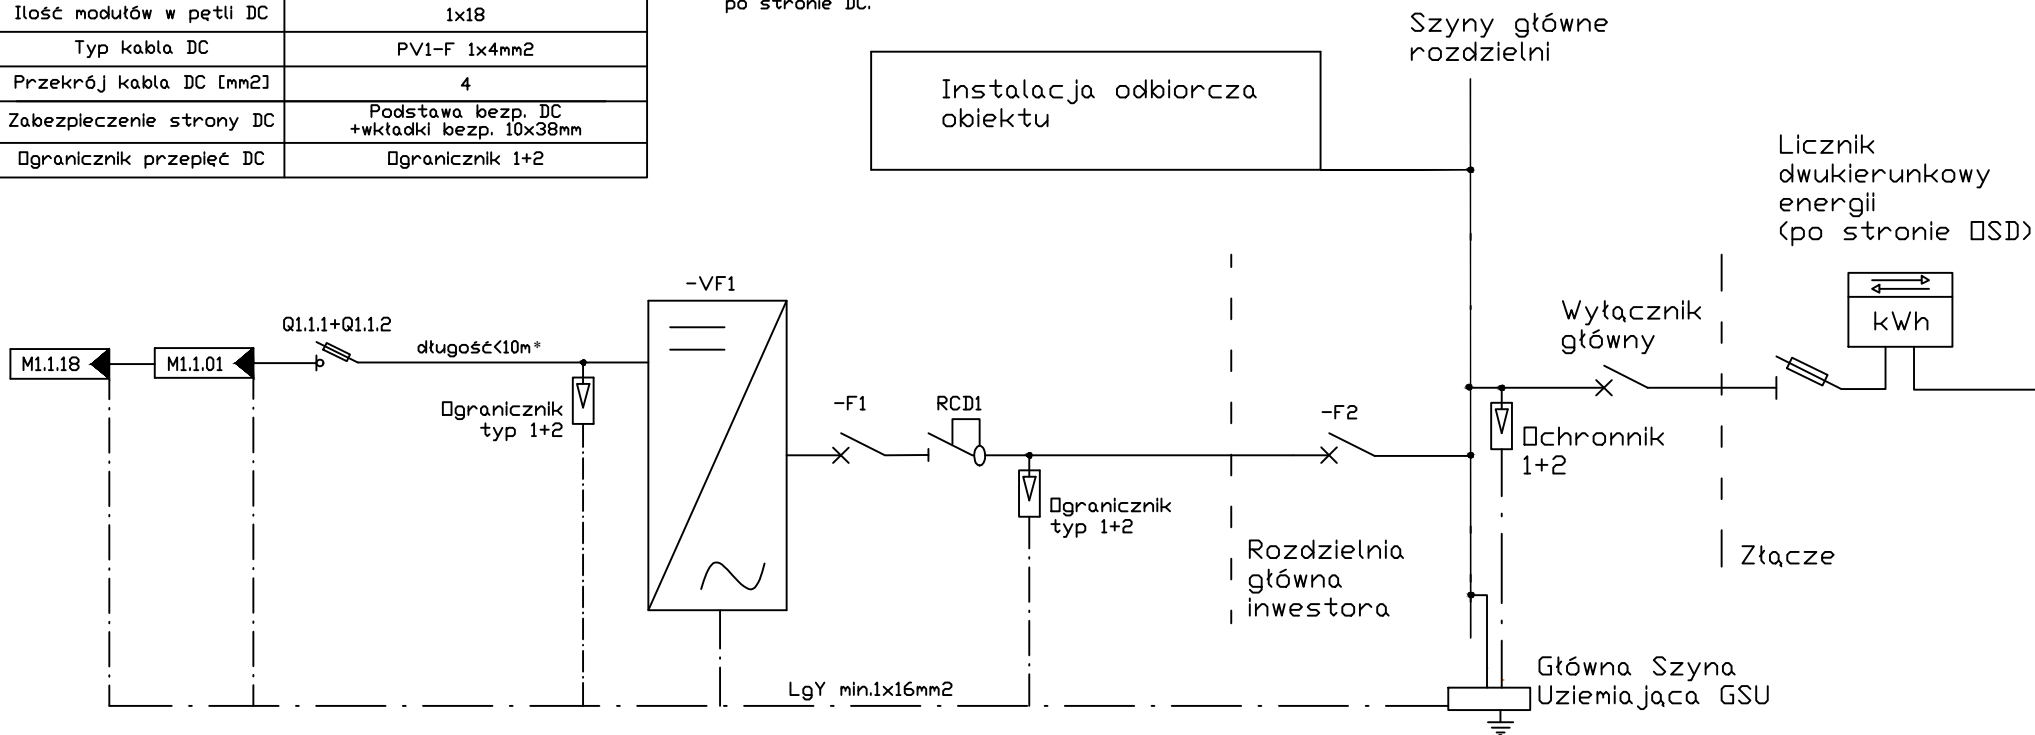 Ilość modułów w pętli DC 1x18
Typ kabla DC PV1-F 1x4mm2
Przekrój kabla DC [mm2] 4
Zabezpieczenie strony DC Podstawa bezp. DC
+wkładki bezp. 10x38mm
Ogranicznik przepięć DC Ogranicznik 1+2
po stronie DC.
Szyny główne
rozdzielni
Instalacja odbiorcza
obiektu
Licznik
dwukierunkowy
energii
(po stronie OSD)
kWh
-VF1
Wyłącznik
główny
Q1.1.1+Q1.1.2
długość<10m*
M1.1.18
M1.1.01
Ogranicznik
typ 1+2
-F1
RCD1
-F2
Ochronnik
1+2
Ogranicznik
typ 1+2
Rozdzielnia
główna
inwestora
Złącze
LgY min.1x16mm2
Główna Szyna
Uziemiająca GSU